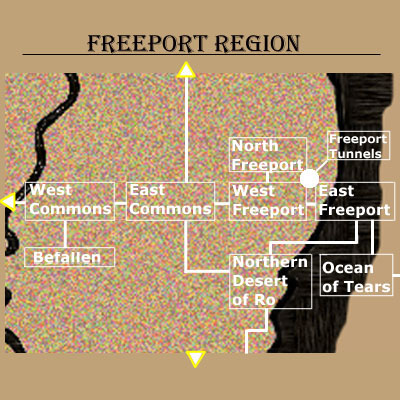 FREEPORT REGION
North
Freeport
Freeport
Tunnels
West
Commons
East
Commons
West
Freeport
East
Freeport
Befallen
Northern
Desert
of Ro
Ocean
of Tears